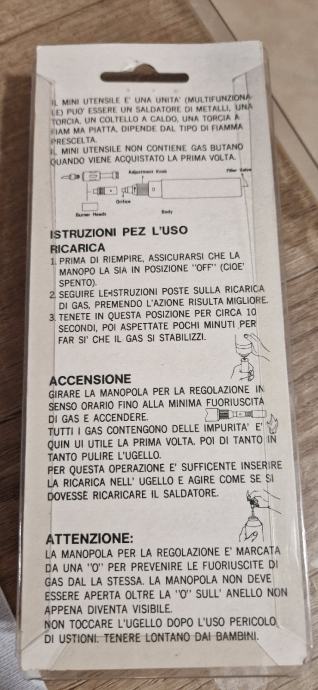 IL MINI UTENSILE E' UNA UNITA' (MULTIFUNZIONA-
LE) PUO' ESSERE UN SALDATORE DI METALLI, UNA
TORCIA, UN COLTELLO A CALDO, UNA TORCIA A
FIAM MA PIATTA, DIPENDE DAL TIPO DI FIAMMA
PRESCELTA.
IL MINI UTENSILE NON CONTIENE GAS BUTANO
QUANDO VIENE ACQUISTATO LA PRIMA VOLTA.
Adjustment Knob
Filler Valve
Orifice
Burner Heads
Body
ISTRUZIONI PEZ L'USO
RICARICA
1. PRIMA DI RIEMPIRE, ASSICURARSI CHE LA
MANOPO LA SIA IN POSIZIONE "OFF" (CIOE'
SPENTO).
2. SEGUIRE LE ISTRUZIONI POSTE SULLA RICARICA
DI GAS, PREMENDO L'AZIONE RISULTA MIGLIORE.
3. TENETE IN QUESTA POSIZIONE PER CIRCA 10
SECONDI, POI ASPETTATE POCHI MINUTI PER
FAR SI' CHE IL GAS SI STABILIZZI.
ACCENSIONE
GIRARE LA MANOPOLA PER LA REGOLAZIONE IN
SENSO ORARIO FINO ALLA MINIMA FUORIUSCITA
DI GAS E ACCENDERE.
TUTTI I GAS CONTENGONO DELLE IMPURITA' E'
QUIN UI UTILE LA PRIMA VOLTA. POI DI TANTO IN
TANTO PULIRE L'UGELLO.
PER QUESTA OPERAZIONE E' SUFFICENTE INSERIRE
LA RICARICA NELL' UGELLO E AGIRE COME SE SI
DOVESSE RICARICARE IL SALDATORE.
ATTENZIONE:
LA MANOPOLA PER LA REGOLAZIONE E' MARCATA
DA UNA "O" PER PREVENIRE LE FUORIUSCITE DI
GAS DAL LA STESSA. LA MANOPOLA NON DEVE
ESSERE APERTA OLTRE LA "O" SULL' ANELLO NON
APPENA DIVENTA VISIBILE.
NON TOCCARE L'UGELLO DOPO L'USO PERICOLO
DI USTIONI. TENERE LONTANO DAI BAMBINI.